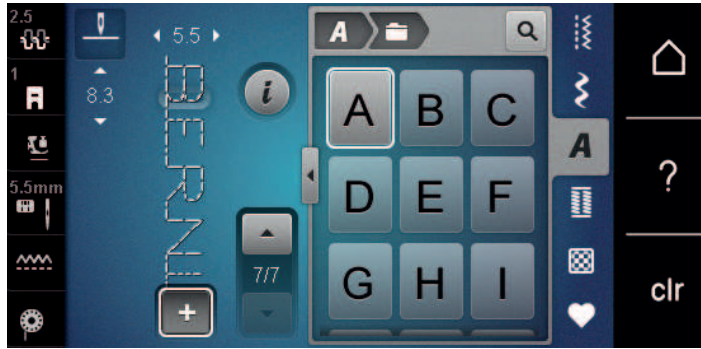 2.5
1
5.5mm
5.5
8.3
BERNI
i
7/7
+
A
A B C
D E F
G H I
A
?
clr